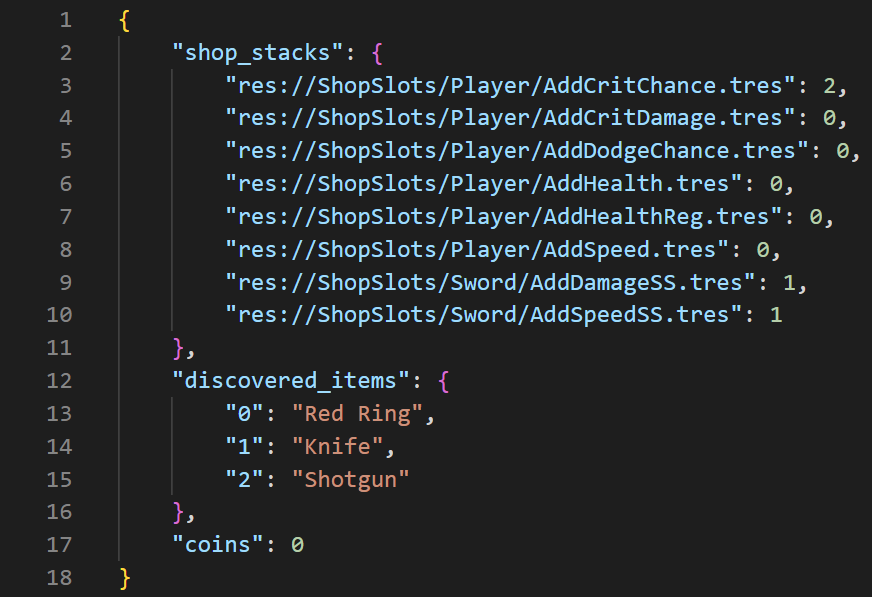 1 {
2 "shop_stacks": {
3 "res://ShopSlots/Player/AddCritChance.tres": 2,
4 "res://ShopSlots/Player/AddCritDamage.tres": 0,
5 "res://ShopSlots/Player/AddDodgeChance.tres": 0,
6 "res://ShopSlots/Player/AddHealth.tres": 0,
7 "res://ShopSlots/Player/AddHealthReg.tres": 0,
8 "res://ShopSlots/Player/AddSpeed.tres": 0,
9 "res://ShopSlots/Sword/AddDamageSS.tres": 1,
10 "res://ShopSlots/Sword/AddSpeedSS.tres": 1
11 },
12 "discovered_items": {
13 "0": "Red Ring",
14 "1": "Knife",
15 "2": "Shotgun"
16 },
17 "coins": 0
18 }